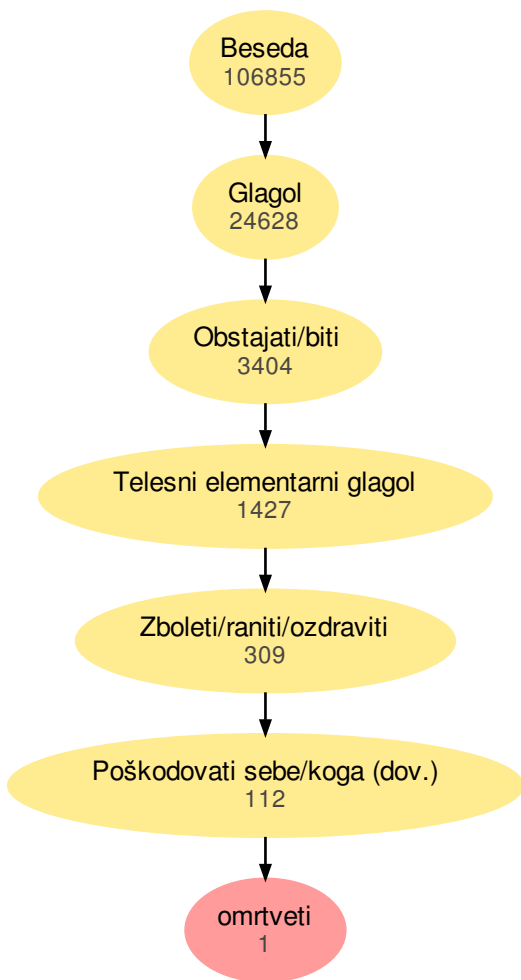 Beseda
106855
Glagol
24628
Obstajati/biti
3404
Telesni elementarni glagol
1427
Zboleti/raniti/ozdraviti
309
Poškodovati sebe/koga (dov.)
112
omrtveti
1